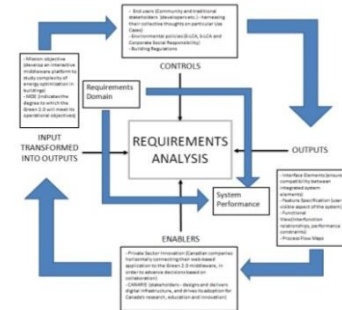 - End users (Community and traditional
stakeholders (developers etc.) - harnessing
their collective thoughts on particular Use
Cases)
- Environmental policies (E-LCA, S-LCA and
Corporate Social Responsibility)
- Building Regulations
CONTROLS
- Mission objective
(develop an interactive
middleware platform to
study complexity of
energy optimization in
buildings)
- MOE (indicates the
degree to which the
Green 2.0 will meet its
operational objectives)
Requirements
Domain
INPUT
TRANSFORMED
INTO OUTPUTS
REQUIREMENTS
ANALYSIS
OUTPUTS
- Interface Elements (ensure
compatibility between
integrated system
elements)
- Feature Specification (user
visible aspect of the system)
- Functional
View (interfunction
relationships, performance
constraints)
- Process Flow Maps
System
Performance
ENABLERS
- Private Sector Innovation (Canadian companies
horizontally connecting their web-based
application to the Green 2.0 middleware, in
order to advance decisions based on
collaboration)
- CANARIE (stakeholders - designs and delivers
digital infrastructure, and drives its adoption for
Canada's research, education and innovation)